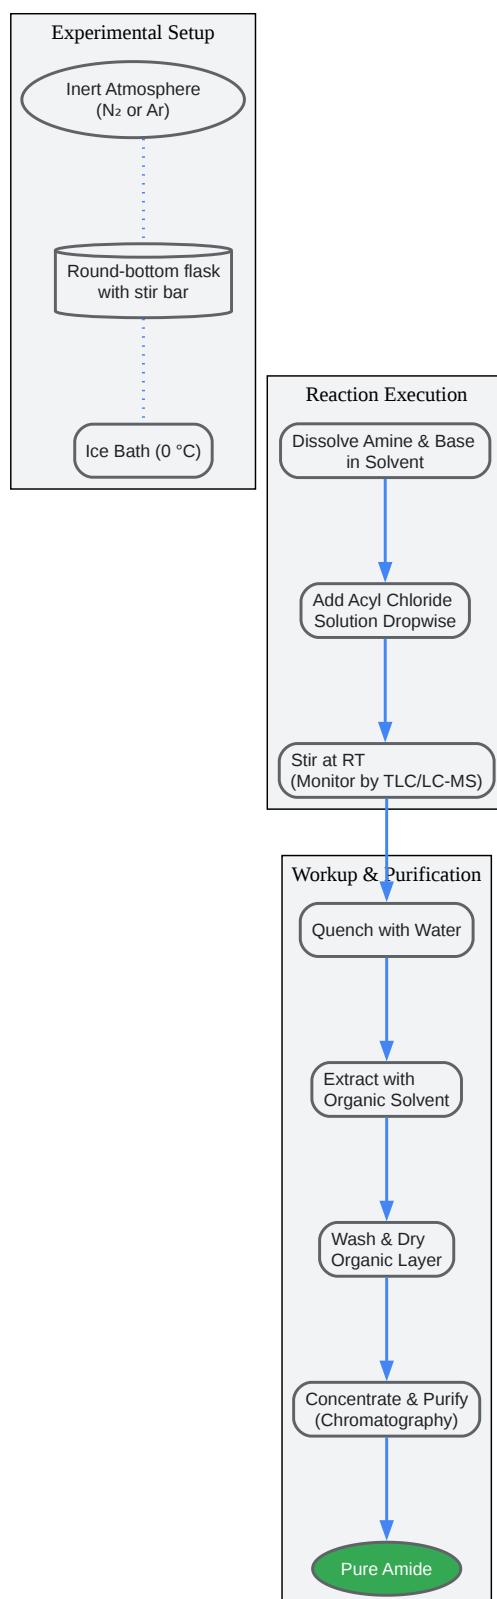 Experimental Setup
Inert Atmosphere
(N₂ or Ar)
Round-bottom flask
with stir bar
Ice Bath (0 °C)
Reaction Execution
Dissolve Amine & Base
in Solvent
Add Acyl Chloride
Solution Dropwise
Stir at RT
(Monitor by TLC/LC-MS)
Workup & Purification
Quench with Water
Extract with
Organic Solvent
Wash & Dry
Organic Layer
Concentrate & Purify
(Chromatography)
Pure Amide